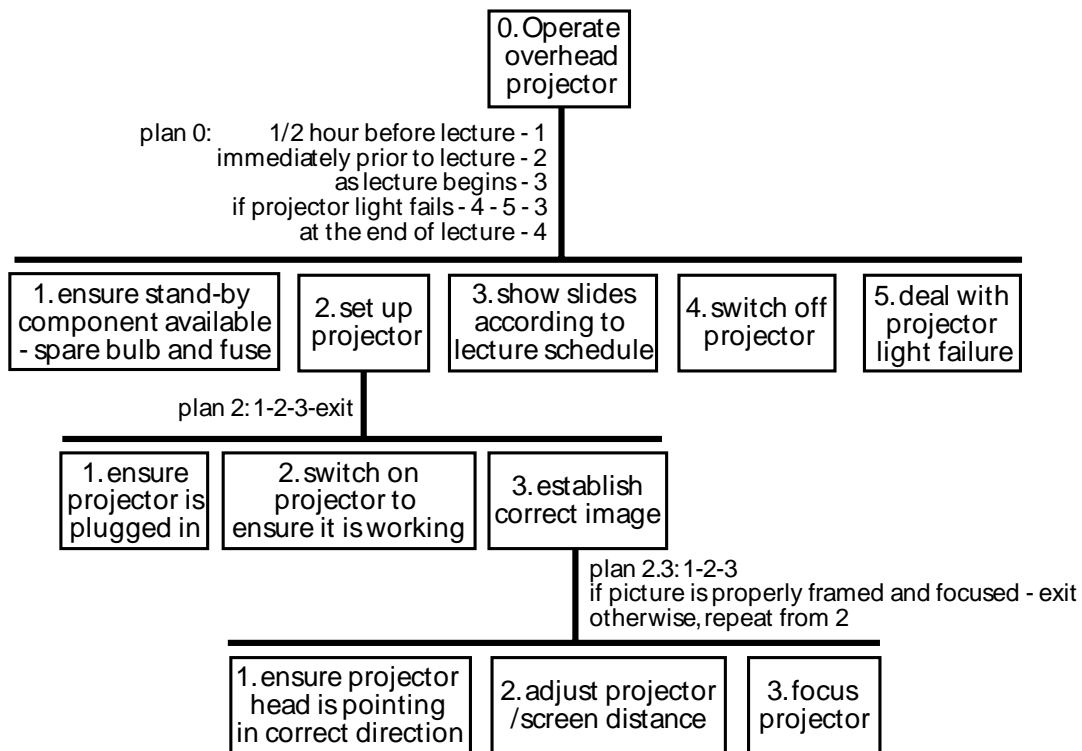 0. Operate
overhead
projector
plan 0: 1/2 hour before lecture - 1
immediately prior to lecture - 2
as lecture begins - 3
if projector light fails - 4 - 5 - 3
at the end of lecture - 4
1. ensure stand-by
component available
- spare bulb and fuse
2. set up
projector
3. show slides
according to
lecture schedule
4. switch off
projector
5. deal with
projector
light failure
plan 2: 1-2-3-exit
1. ensure
projector is
plugged in
2. switch on
projector to
ensure it is working
3. establish
correct image
plan 2.3: 1-2-3
if picture is properly framed and focused - exit
otherwise, repeat from 2
1. ensure projector
head is pointing
in correct direction
2. adjust projector
/screen distance
3. focus
projector